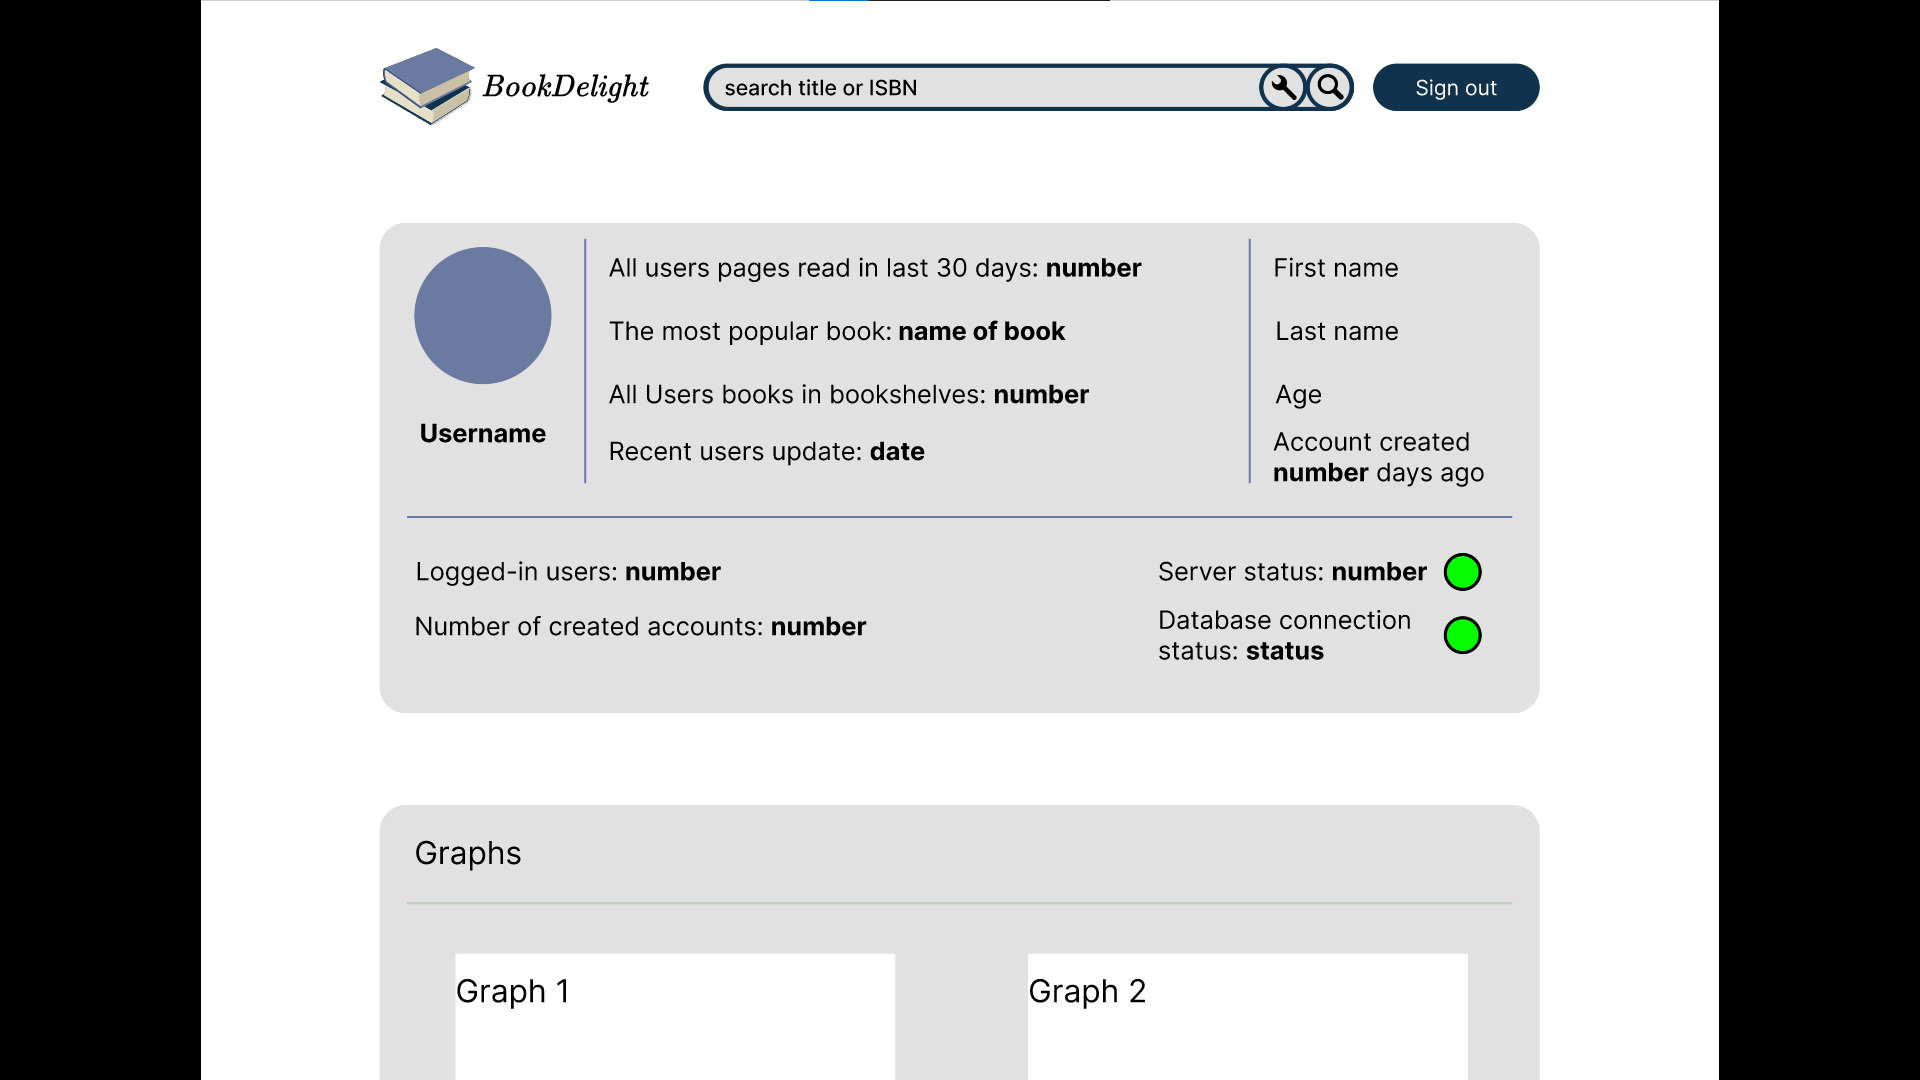 BookDelight
search title or ISBN
Sign out
Username
All users pages read in last 30 days: number
The most popular book: name of book
All Users books in bookshelves: number
Recent users update: date
First name
Last name
Age
Account created
number days ago
Logged-in users: number
Number of created accounts: number
Server status: number
Database connection
status: status
Graphs
Graph 1
Graph 2